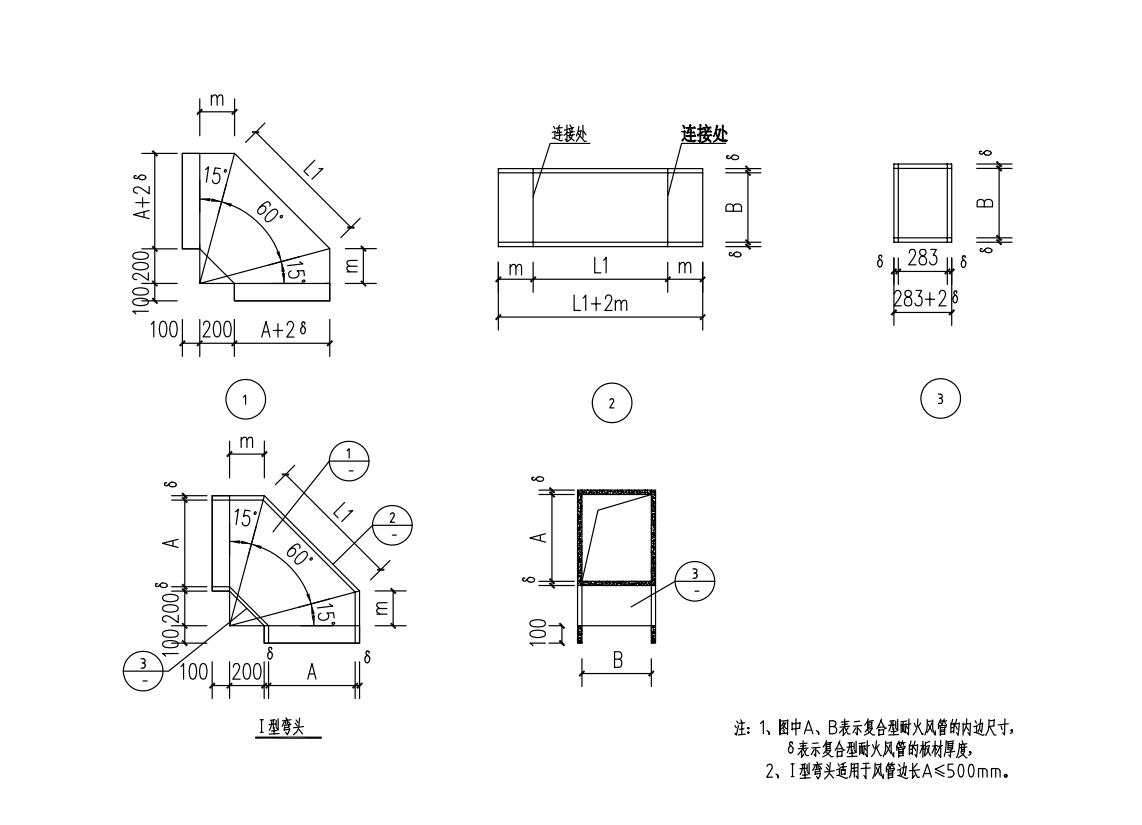 m
L1
15°
60°
15°
A+2δ
200
100
m
100 200 A+2δ
1
连接处 连接处
δ
B
δ
m L1 m
L1+2m
2
δ
B
δ
δ 283 δ
283+2δ
3
m
1
-
2
-
L1
15°
60°
15°
δ
A
δ
200
100
m
3
-
100 200 δ A δ
I型弯头
δ
A
δ
100
3
-
B
注：1、图中A、B表示复合型耐火风管的内边尺寸，
δ表示复合型耐火风管的板材厚度，
2、I型弯头适用于风管边长A≤500mm。